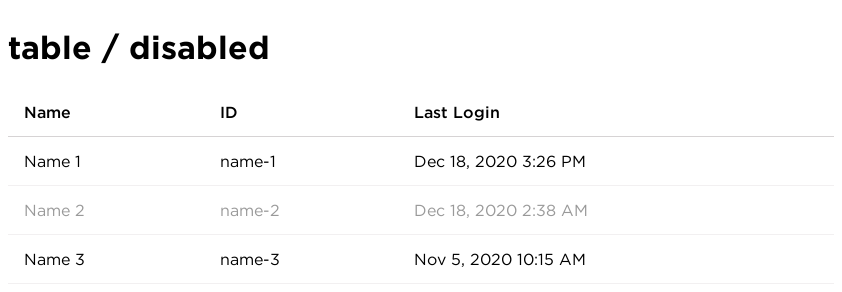 table / disabled
Name ID Last Login
Name 1 name-1 Dec 18, 2020 3:26 PM
Name 2 name-2 Dec 18, 2020 2:38 AM
Name 3 name-3 Nov 5, 2020 10:15 AM